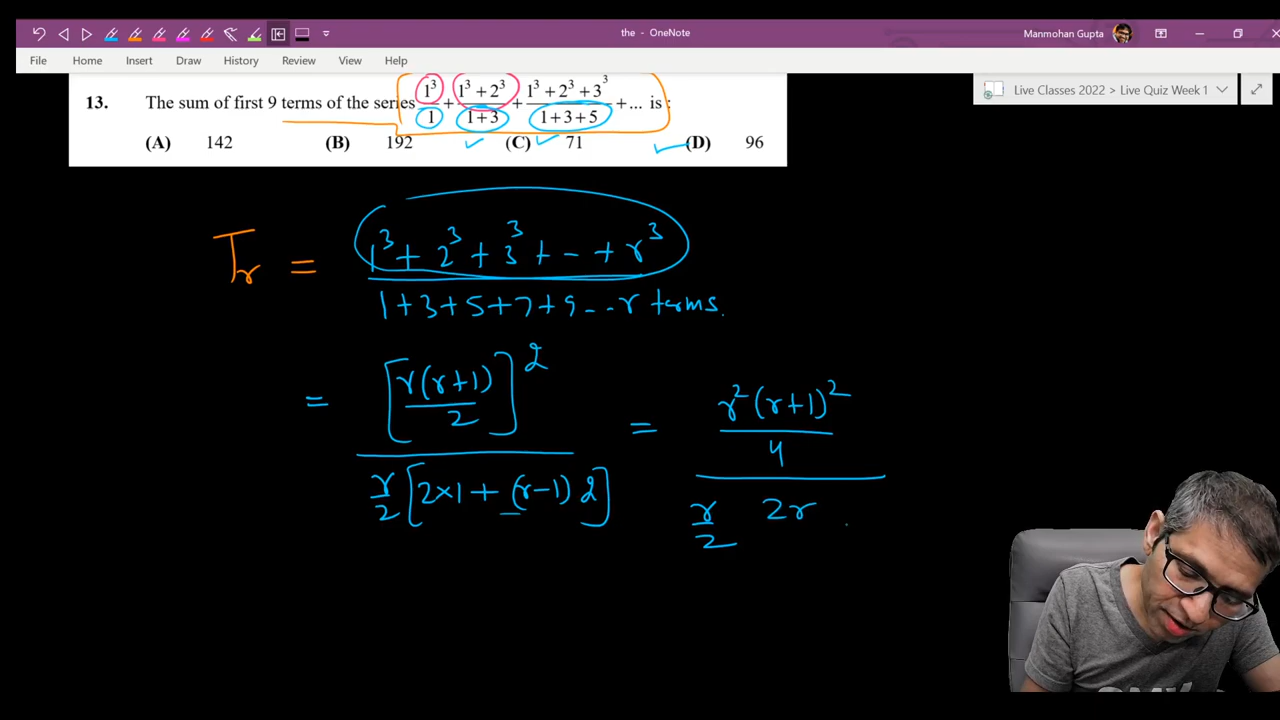 the - OneNote
Manmohan Gupta
File Home Insert Draw History Review View Help
Live Classes 2022 > Live Quiz Week 1
13. The sum of first 9 terms of the series 1³/1 + (1³ + 2³)/(1 + 3) + (1³ + 2³ + 3³)/(1 + 3 + 5) + ... is :
(A) 142 (B) 192 (C) 71 (D) 96
Tr = (1³ + 2³ + 3³ + -- + r³)/(1 + 3 + 5 + 7 + 9 ... r terms.)
= [r(r+1)/2]² / (r/2 [2×1 + (r-1) 2]) = (r²(r+1)²/4) / (r/2 2r)